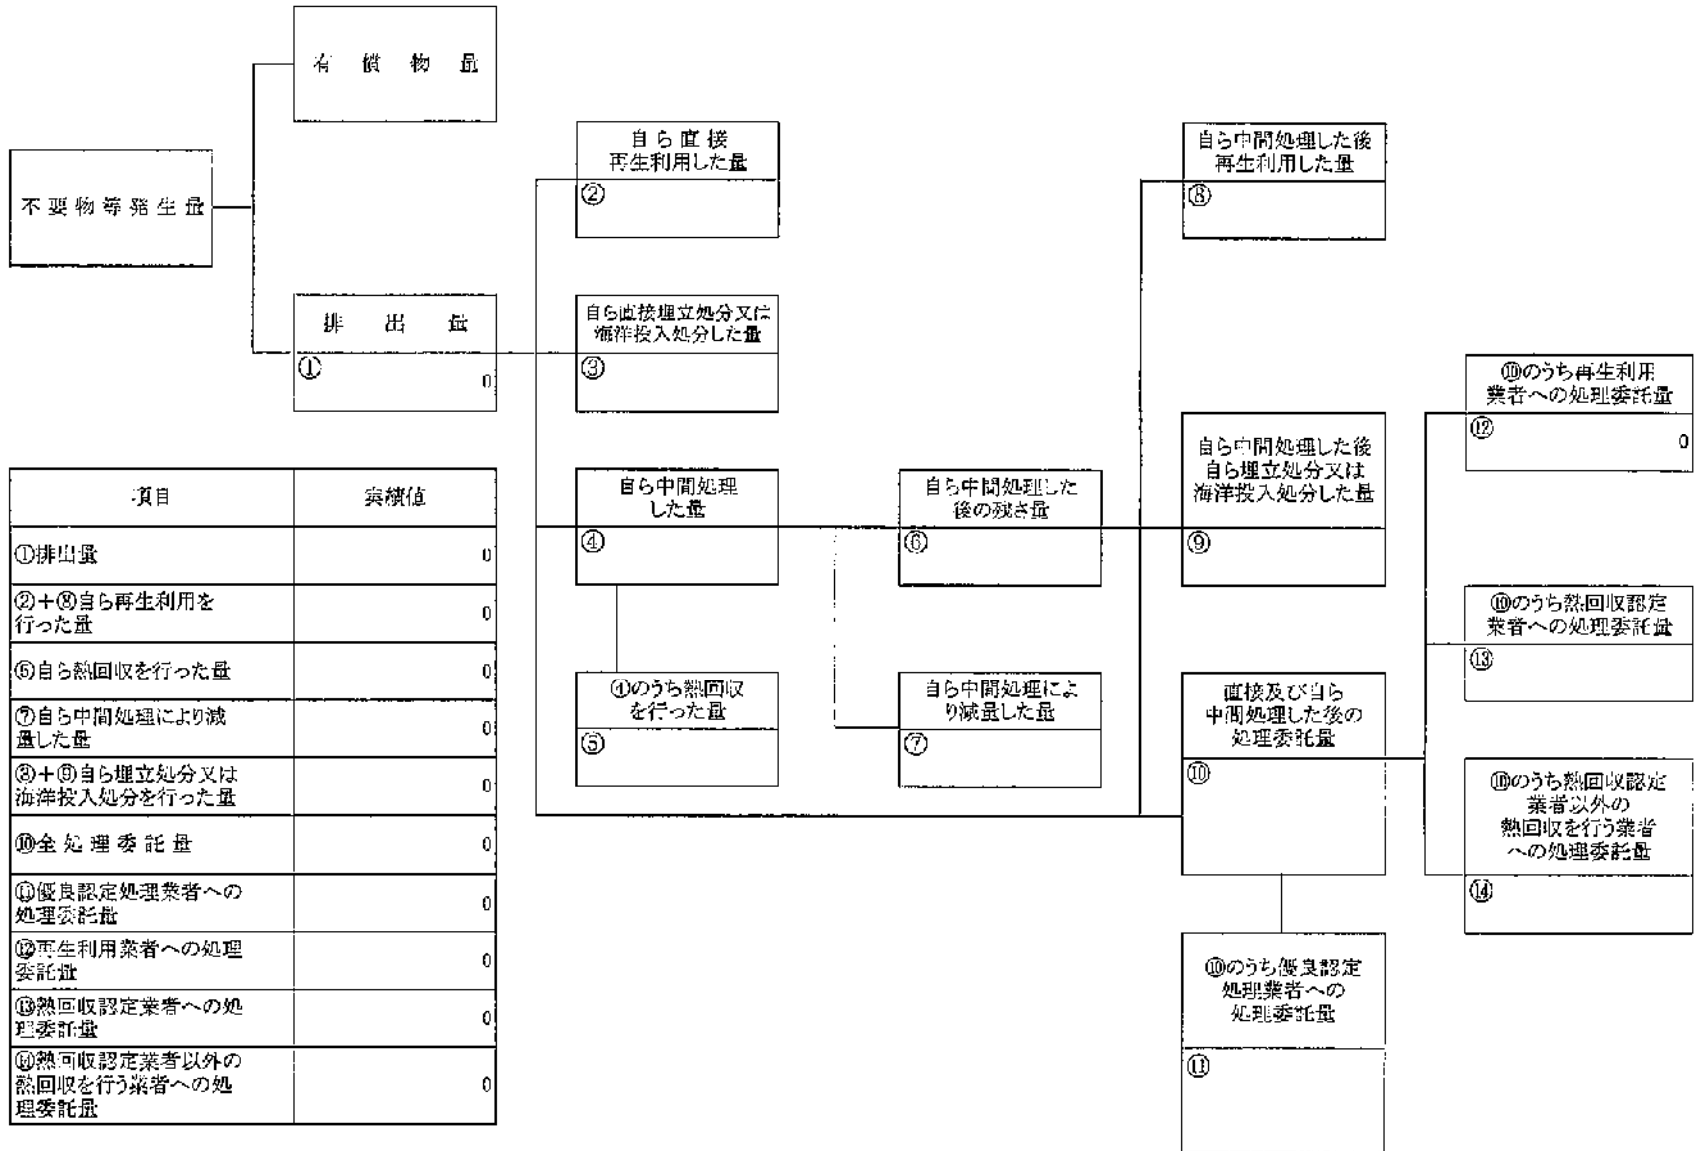 有償物量
不要物等発生量
排出量
①
0
自ら直接
再生利用した量
②
自ら直接埋立処分又は
海洋投入処分した量
③
自ら中間処理
した量
④
④のうち熱回収
を行った量
⑤
自ら中間処理した
後の残さ量
⑥
自ら中間処理によ
り減量した量
⑦
自ら中間処理した後
再生利用した量
⑧
自ら中間処理した後
自ら埋立処分又は
海洋投入処分した量
⑨
直接及び自ら
中間処理した後の
処理委託量
⑩
⑩のうち優良認定
処理業者への
処理委託量
⑪
⑩のうち再生利用
業者への処理委託量
⑫
0
⑩のうち熱回収認定
業者への処理委託量
⑬
⑩のうち熱回収認定
業者以外の
熱回収を行う業者
への処理委託量
⑭
項目 実績値
①排出量 0
②+⑧自ら再生利用を
行った量 0
⑤自ら熱回収を行った量 0
⑦自ら中間処理により減
量した量 0
③+⑨自ら埋立処分又は
海洋投入処分を行った量 0
⑩全処理委託量 0
⑪優良認定処理業者への
処理委託量 0
⑫再生利用業者への処理
委託量 0
⑬熱回収認定業者への処
理委託量 0
⑭熱回収認定業者以外の
熱回収を行う業者への処
理委託量 0